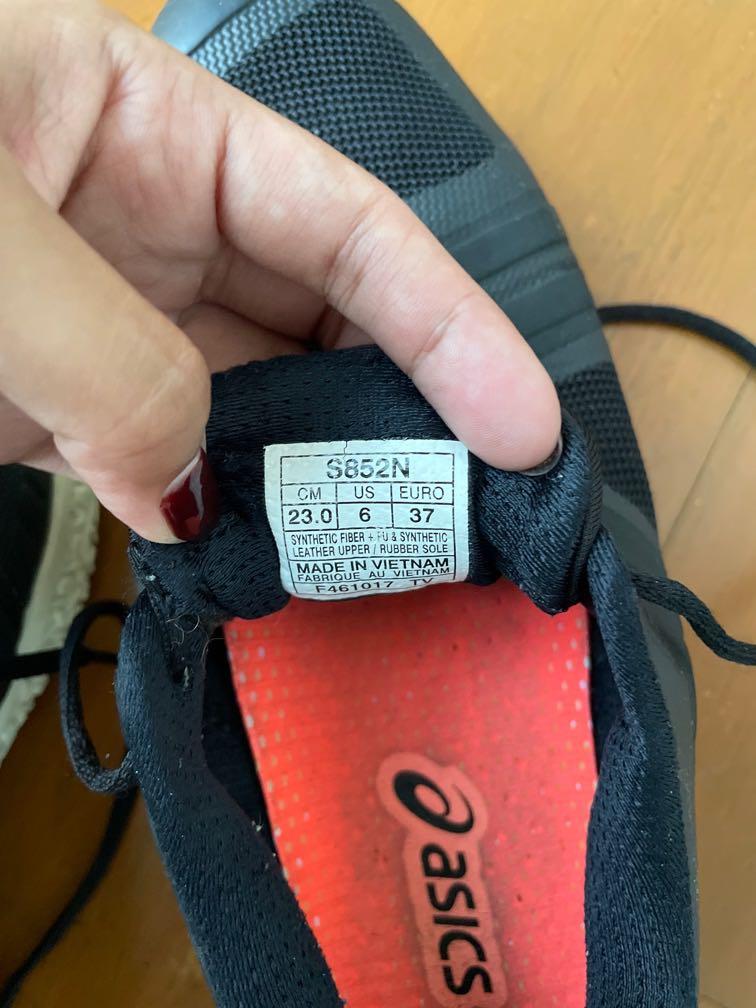 S852N
CM US EURO
23.0 6 37
SYNTHETIC FIBER + PU & SYNTHETIC
LEATHER UPPER / RUBBER SOLE
MADE IN VIETNAM
FABRIQUE AU VIETNAM
F461017 TV
asics